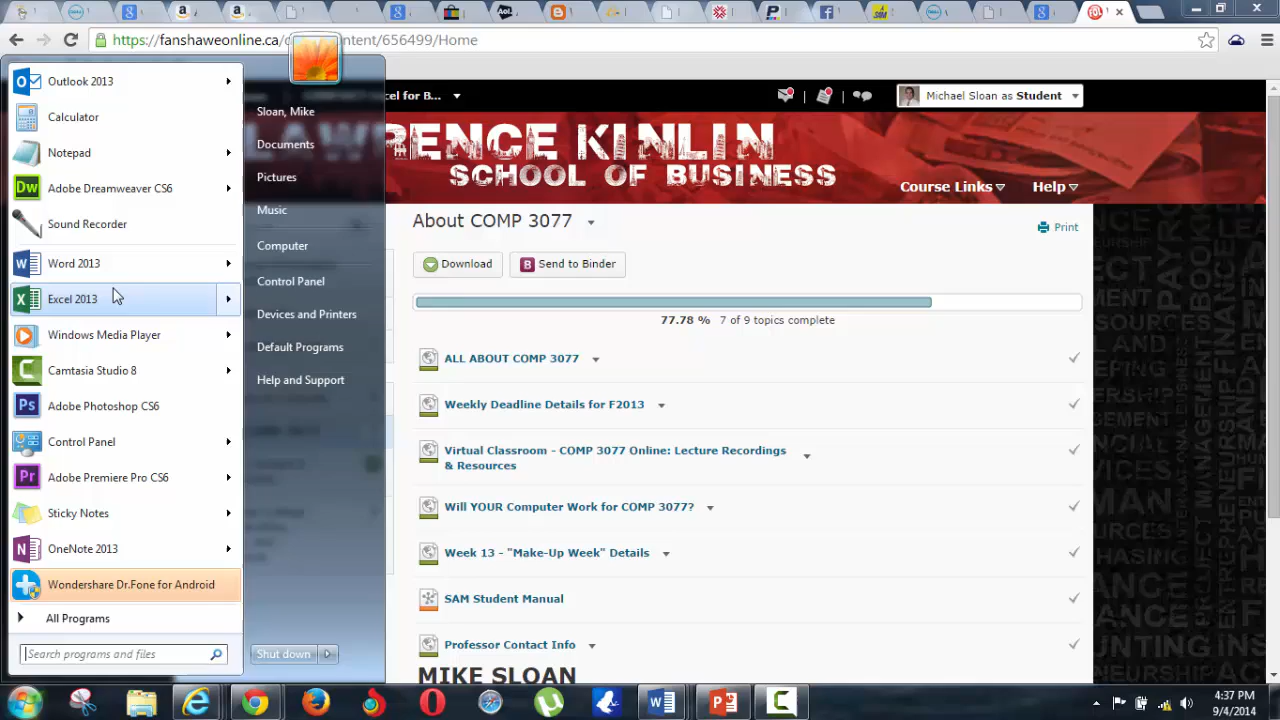 https://fanshaweonline.ca/d
ntent/656499/Home
Outlook 2013
Calculator
Notepad
Adobe Dreamweaver CS6
Sound Recorder
Word 2013
Excel 2013
Windows Media Player
Camtasia Studio 8
Adobe Photoshop CS6
Control Panel
Adobe Premiere Pro CS6
Sticky Notes
OneNote 2013
Wondershare Dr.Fone for Android
All Programs
Search programs and files
Sloan, Mike
Documents
Pictures
Music
Computer
Control Panel
Devices and Printers
Default Programs
Help and Support
Shut down
cel for B...
Michael Sloan as Student
RENCE KINLIN
SCHOOL OF BUSINESS
Course Links
Help
About COMP 3077
Print
Download
Send to Binder
77.78 % 7 of 9 topics complete
ALL ABOUT COMP 3077
Weekly Deadline Details for F2013
Virtual Classroom - COMP 3077 Online: Lecture Recordings
& Resources
Will YOUR Computer Work for COMP 3077?
Week 13 - "Make-Up Week" Details
SAM Student Manual
Professor Contact Info
MIKE SLOAN
4:37 PM
9/4/2014